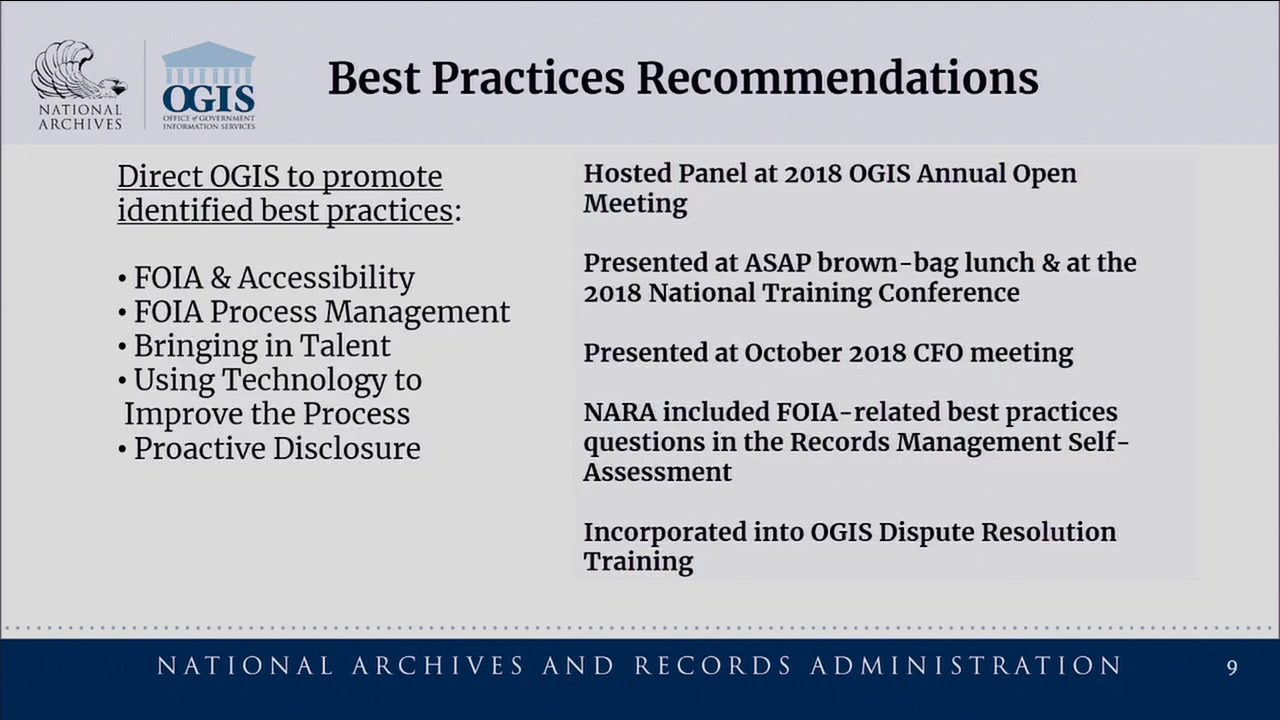 NATIONAL
ARCHIVES
OGIS
OFFICE of GOVERNMENT
INFORMATION SERVICES
Best Practices Recommendations
Direct OGIS to promote
identified best practices:
• FOIA & Accessibility
• FOIA Process Management
• Bringing in Talent
• Using Technology to
Improve the Process
• Proactive Disclosure
Hosted Panel at 2018 OGIS Annual Open
Meeting
Presented at ASAP brown-bag lunch & at the
2018 National Training Conference
Presented at October 2018 CFO meeting
NARA included FOIA-related best practices
questions in the Records Management Self-
Assessment
Incorporated into OGIS Dispute Resolution
Training
NATIONAL ARCHIVES AND RECORDS ADMINISTRATION
9